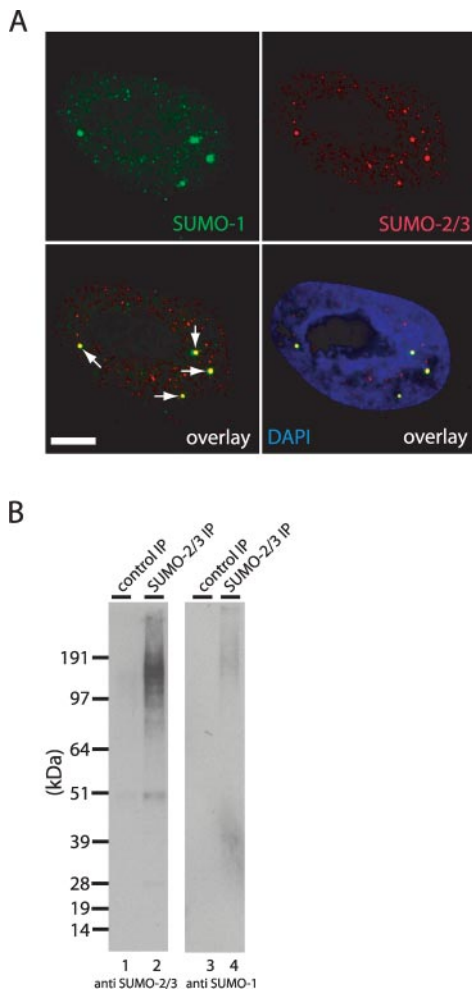 A
SUMO-1
SUMO-2/3
overlay
DAPI
overlay
B
control IP
SUMO-2/3 IP
control IP
SUMO-2/3 IP
(kDa)
191
97
64
51
39
28
19
14
1 2 3 4
anti SUMO-2/3 anti SUMO-1